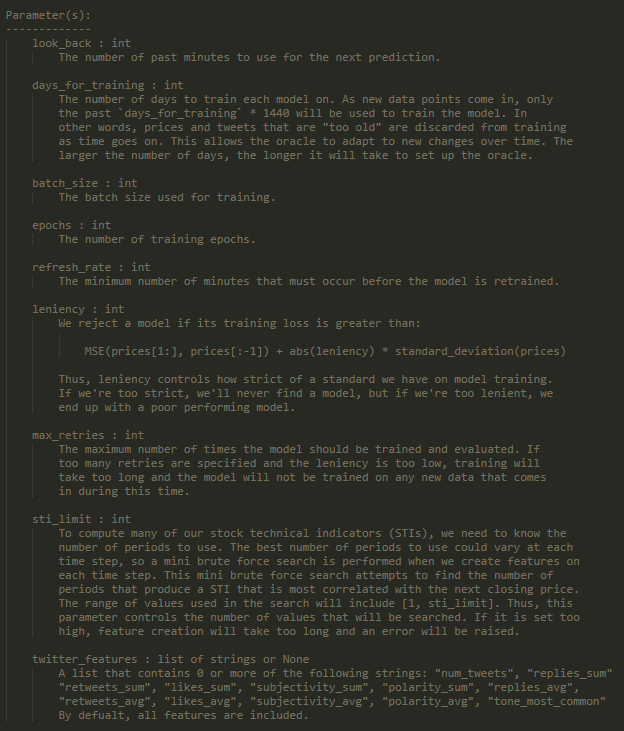 Parameter(s):
-------------
look_back : int
The number of past minutes to use for the next prediction.
days_for_training : int
The number of days to train each model on. As new data points come in, only
the past `days_for_training` * 1440 will be used to train the model. In
other words, prices and tweets that are "too old" are discarded from training
as time goes on. This allows the oracle to adapt to new changes over time. The
larger the number of days, the longer it will take to set up the oracle.
batch_size : int
The batch size used for training.
epochs : int
The number of training epochs.
refresh_rate : int
The minimum number of minutes that must occur before the model is retrained.
leniency : int
We reject a model if its training loss is greater than:
MSE(prices[1:], prices[:-1]) + abs(leniency) * standard_deviation(prices)
Thus, leniency controls how strict of a standard we have on model training.
If we're too strict, we'll never find a model, but if we're too lenient, we
end up with a poor performing model.
max_retries : int
The maximum number of times the model should be trained and evaluated. If
too many retries are specified and the leniency is too low, training will
take too long and the model will not be trained on any new data that comes
in during this time.
sti_limit : int
To compute many of our stock technical indicators (STIs), we need to know the
number of periods to use. The best number of periods to use could vary at each
time step, so a mini brute force search is performed when we create features on
each time step. This mini brute force search attempts to find the number of
periods that produce a STI that is most correlated with the next closing price.
The range of values used in the search will include [1, sti_limit]. Thus, this
parameter controls the number of values that will be searched. If it is set too
high, feature creation will take too long and an error will be raised.
twitter_features : list of strings or None
A list that contains 0 or more of the following strings: "num_tweets", "replies_sum"
"retweets_sum", "likes_sum", "subjectivity_sum", "polarity_sum", "replies_avg",
"retweets_avg", "likes_avg", "subjectivity_avg", "polarity_avg", "tone_most_common"
By defualt, all features are included.